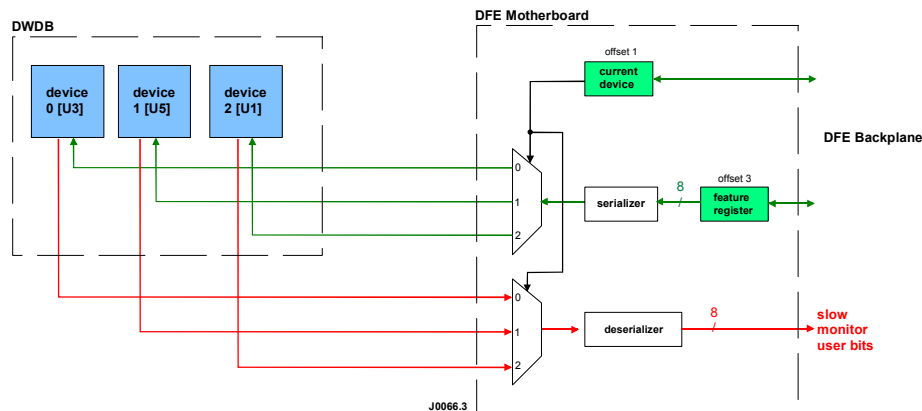 DFE Motherboard
DWDB
offset 1
current
device
device
0 [U3]
device
1 [U5]
device
2 [U1]
DFE Backplane
0
1
2
serializer
8
offset 3
feature
register
0
1
2
deserializer
8
slow
monitor
user bits
J0066.3